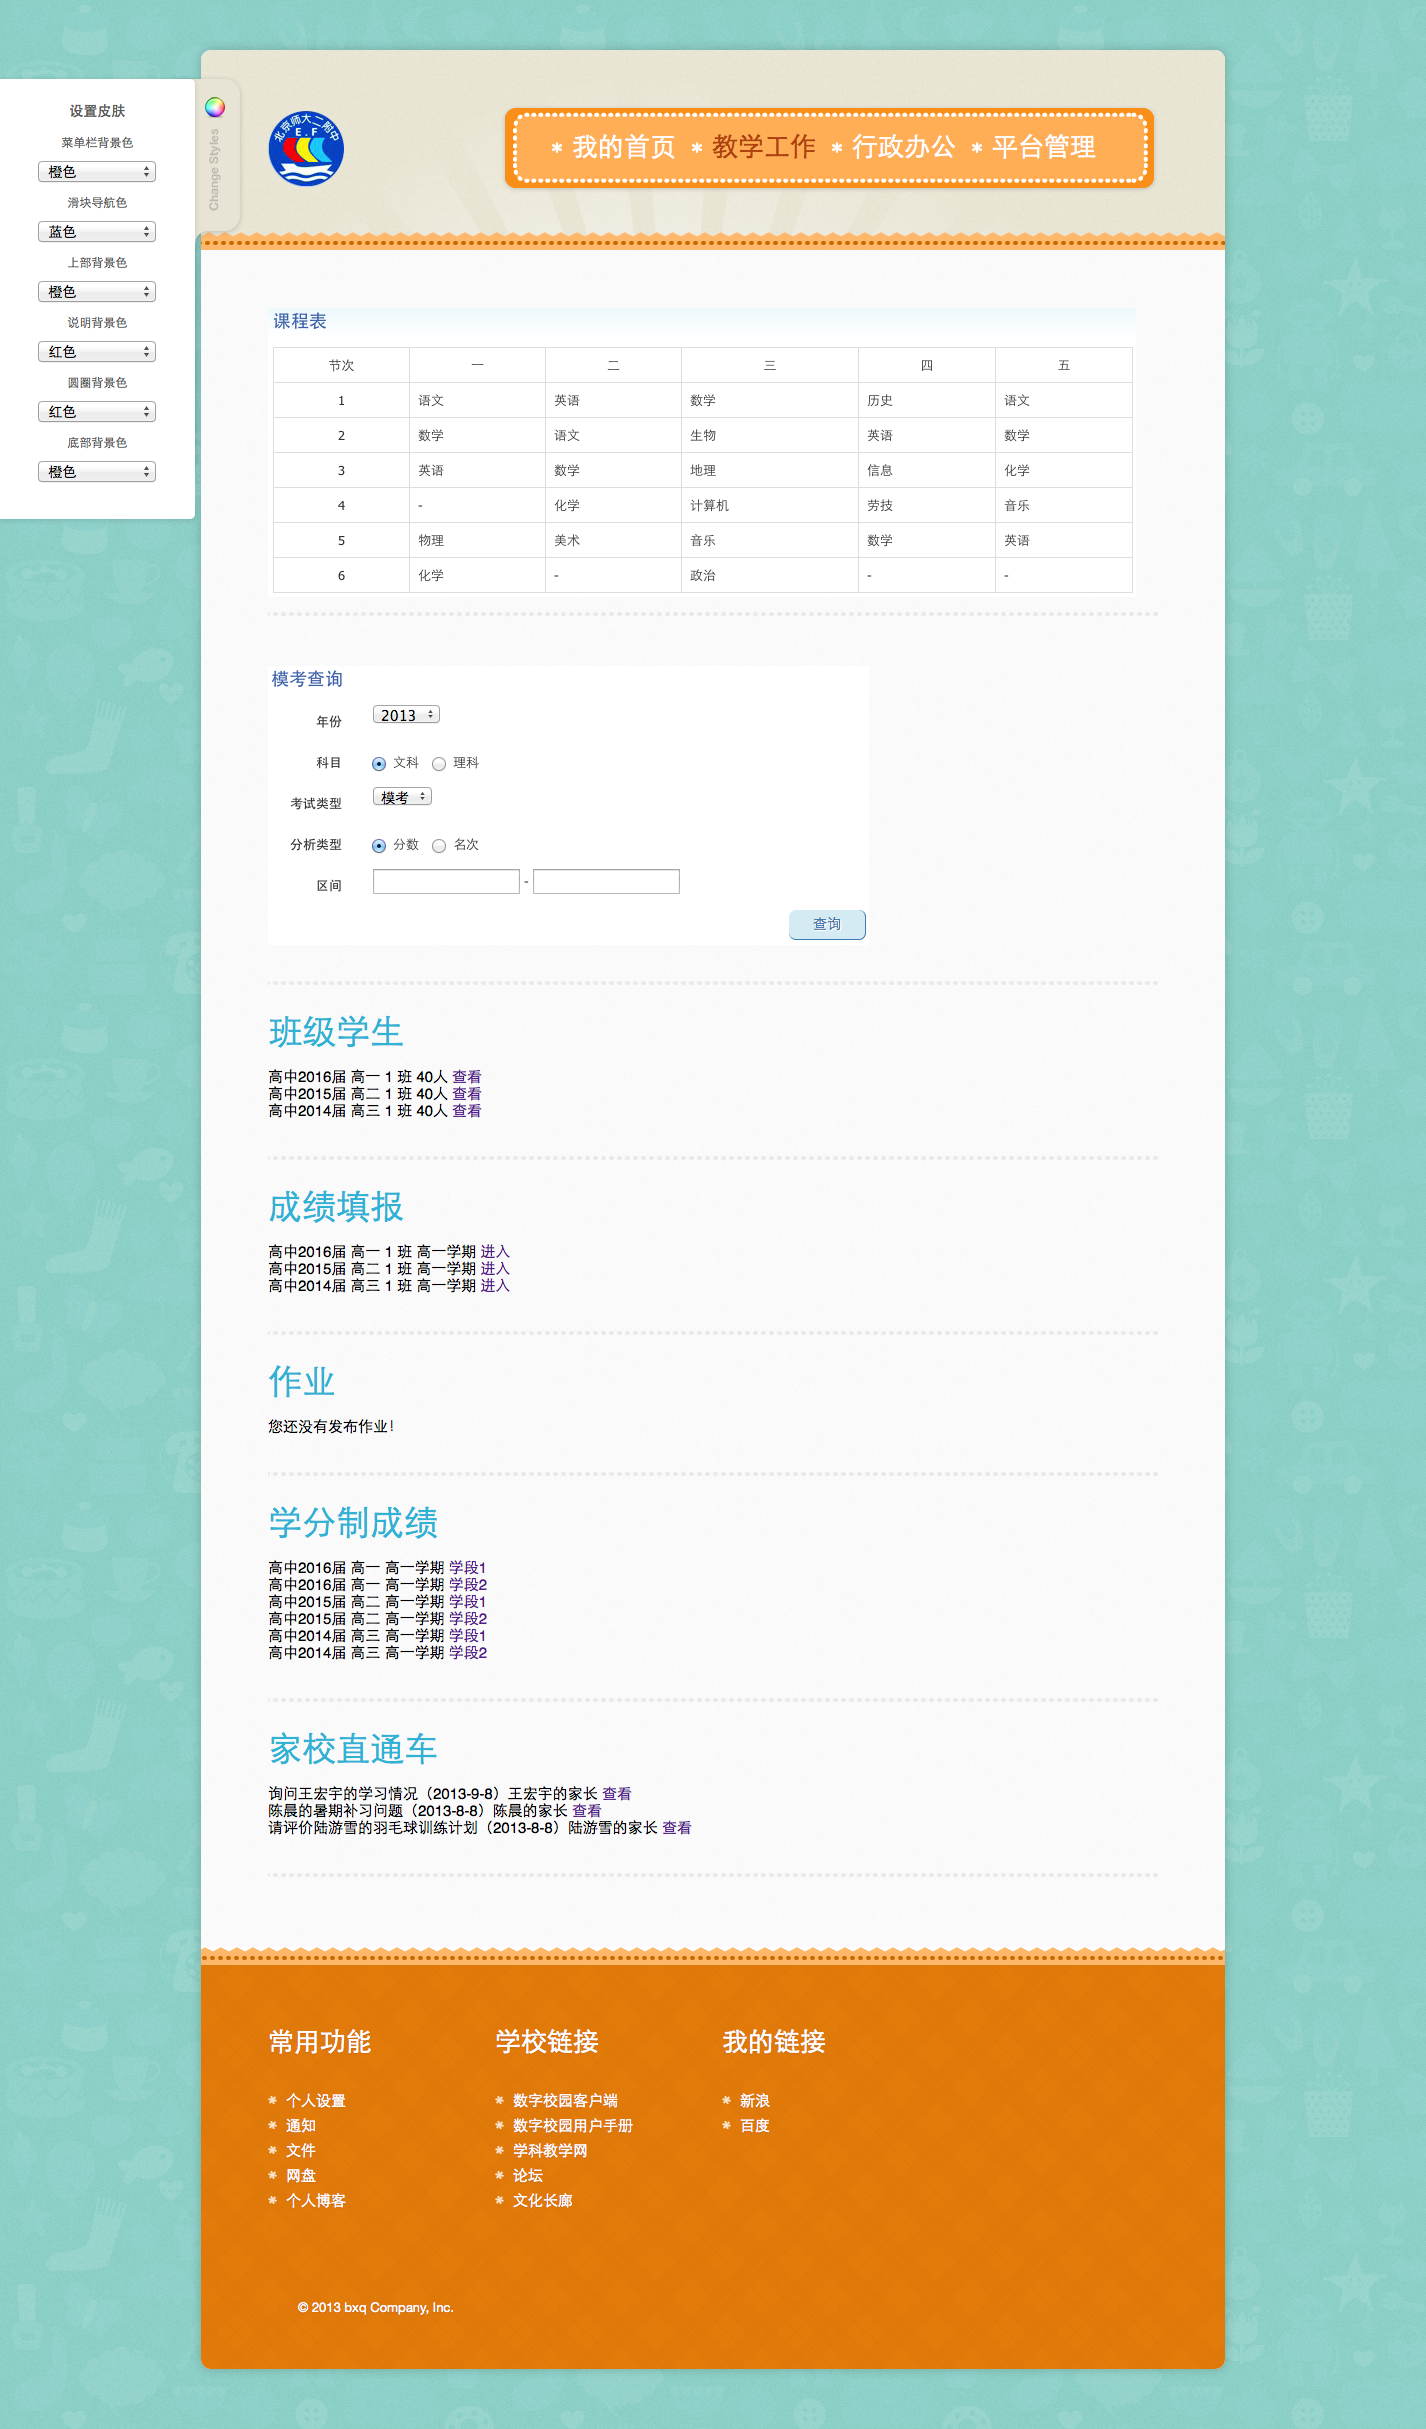 设置皮肤
菜单栏背景色
橙色
滑块导航色
蓝色
上部背景色
橙色
说明背景色
红色
圆圈背景色
红色
底部背景色
橙色
Change Styles
北京师大二附中
E.F
* 我的首页 * 教学工作 * 行政办公 * 平台管理
课程表
节次 一 二 三 四 五
1 语文 英语 数学 历史 语文
2 数学 语文 生物 英语 数学
3 英语 数学 地理 信息 化学
4 - 化学 计算机 劳技 音乐
5 物理 美术 音乐 数学 英语
6 化学 - 政治 - -
模考查询
年份 2013
科目 文科 理科
考试类型 模考
分析类型 分数 名次
区间 -
查询
班级学生
高中2016届 高一 1 班 40人 查看
高中2015届 高二 1 班 40人 查看
高中2014届 高三 1 班 40人 查看
成绩填报
高中2016届 高一 1 班 高一学期 进入
高中2015届 高二 1 班 高一学期 进入
高中2014届 高三 1 班 高一学期 进入
作业
您还没有发布作业！
学分制成绩
高中2016届 高一 高一学期 学段1
高中2016届 高一 高一学期 学段2
高中2015届 高二 高一学期 学段1
高中2015届 高二 高一学期 学段2
高中2014届 高三 高一学期 学段1
高中2014届 高三 高一学期 学段2
家校直通车
询问王宏宇的学习情况（2013-9-8）王宏宇的家长 查看
陈晨的暑期补习问题（2013-8-8）陈晨的家长 查看
请评价陆游雪的羽毛球训练计划（2013-8-8）陆游雪的家长 查看
常用功能
个人设置
通知
文件
网盘
个人博客
学校链接
数字校园客户端
数字校园用户手册
学科教学网
论坛
文化长廊
我的链接
新浪
百度
© 2013 bxq Company, Inc.